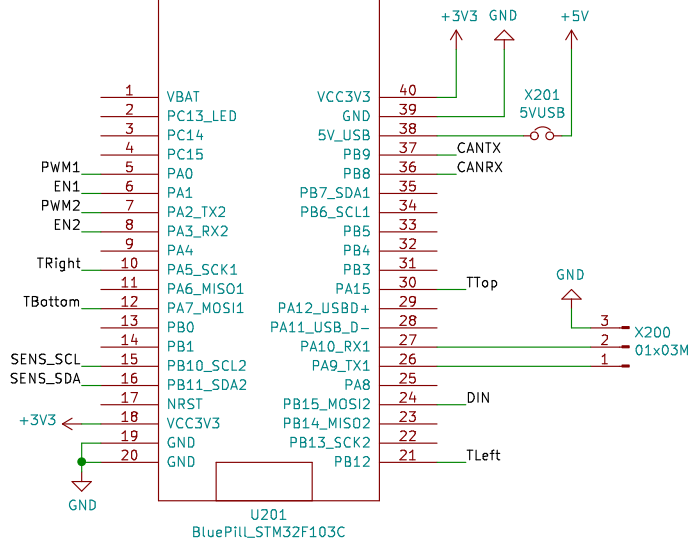 +3V3 GND +5V
X201
5VUSB
1 VBAT VCC3V3 40
2 PC13_LED GND 39
3 PC14 5V_USB 38
4 PC15 PB9 37 CANTX
PWM1 5 PA0 PB8 36 CANRX
EN1 6 PA1 PB7_SDA1 35
PWM2 7 PA2_TX2 PB6_SCL1 34
EN2 8 PA3_RX2 PB5 33
9 PA4 PB4 32
TRight 10 PA5_SCK1 PB3 31
11 PA6_MISO1 PA15 30 TTop
TBottom 12 PA7_MOSI1 PA12_USBD+ 29
13 PB0 PA11_USB_D- 28
14 PB1 PA10_RX1 27
SENS_SCL 15 PB10_SCL2 PA9_TX1 26
SENS_SDA 16 PB11_SDA2 PA8 25
17 NRST PB15_MOSI2 24 DIN
+3V3 18 VCC3V3 PB14_MISO2 23
19 GND PB13_SCK2 22
20 GND PB12 21 TLeft
GND
GND
3
2
1
X200
01x03M
U201
BluePill_STM32F103C